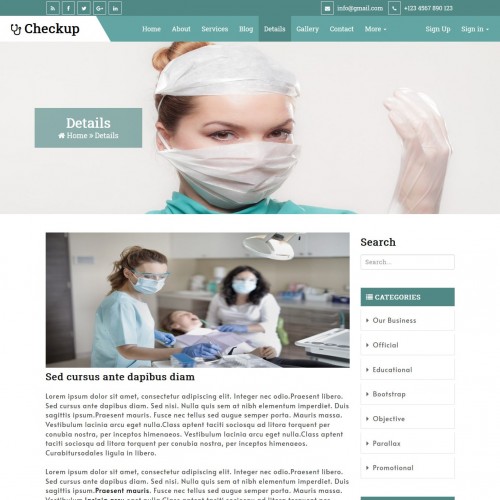 info@gmail.com +123 4567 890 123
Checkup
Home About Services Blog Details Gallery Contact More Sign Up Sign in
Details
Home » Details
Search
Search...
CATEGORIES
Our Business
Official
Educational
Bootstrap
Objective
Parallax
Promotional
Sed cursus ante dapibus diam
Lorem ipsum dolor sit amet, consectetur adipiscing elit. Integer nec odio.Praesent libero.
Sed cursus ante dapibus diam. Sed nisi. Nulla quis sem at nibh elementum imperdiet. Duis
sagittis ipsum.Praesent mauris. Fusce nec tellus sed augue semper porta. Mauris massa.
Vestibulum lacinia arcu eget nulla.Class aptent taciti sociosqu ad litora torquent per
conubia nostra, per inceptos himenaeos. Vestibulum lacinia arcu eget nulla.Class aptent
taciti sociosqu ad litora torquent per conubia nostra, per inceptos himenaeos.
Curabitursodales ligula in libero.
Lorem ipsum dolor sit amet, consectetur adipiscing elit. Integer nec odio. Praesent libero.
Sed cursus ante dapibus diam. Sed nisi. Nulla quis sem at nibh elementum imperdiet. Duis
sagittis ipsum. Praesent mauris. Fusce nec tellus sed augue semper porta. Mauris massa.